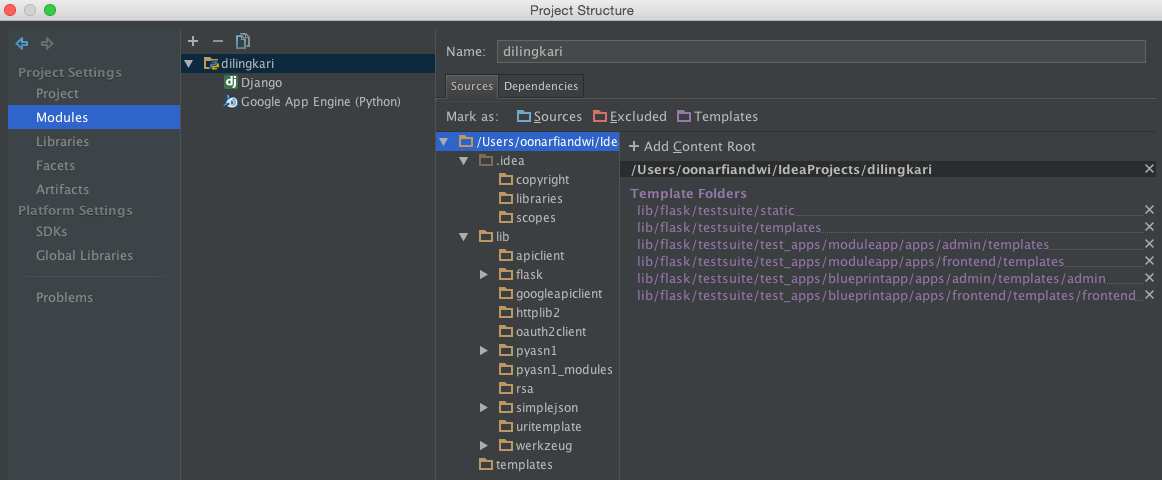 Project Structure
Project Settings
Project
Modules
Libraries
Facets
Artifacts
Platform Settings
SDKs
Global Libraries
Problems
dilingkari
Django
Google App Engine (Python)
Name: dilingkari
Sources Dependencies
Mark as: Sources Excluded Templates
/Users/oonarfiandwi/Ide
.idea
copyright
libraries
scopes
lib
apiclient
flask
googleapiclient
httplib2
oauth2client
pyasn1
pyasn1_modules
rsa
simplejson
uritemplate
werkzeug
templates
+ Add Content Root
/Users/oonarfiandwi/IdeaProjects/dilingkari
Template Folders
lib/flask/testsuite/static
lib/flask/testsuite/templates
lib/flask/testsuite/test_apps/moduleapp/apps/admin/templates
lib/flask/testsuite/test_apps/moduleapp/apps/frontend/templates
lib/flask/testsuite/test_apps/blueprintapp/apps/admin/templates/admin
lib/flask/testsuite/test_apps/blueprintapp/apps/frontend/templates/frontend